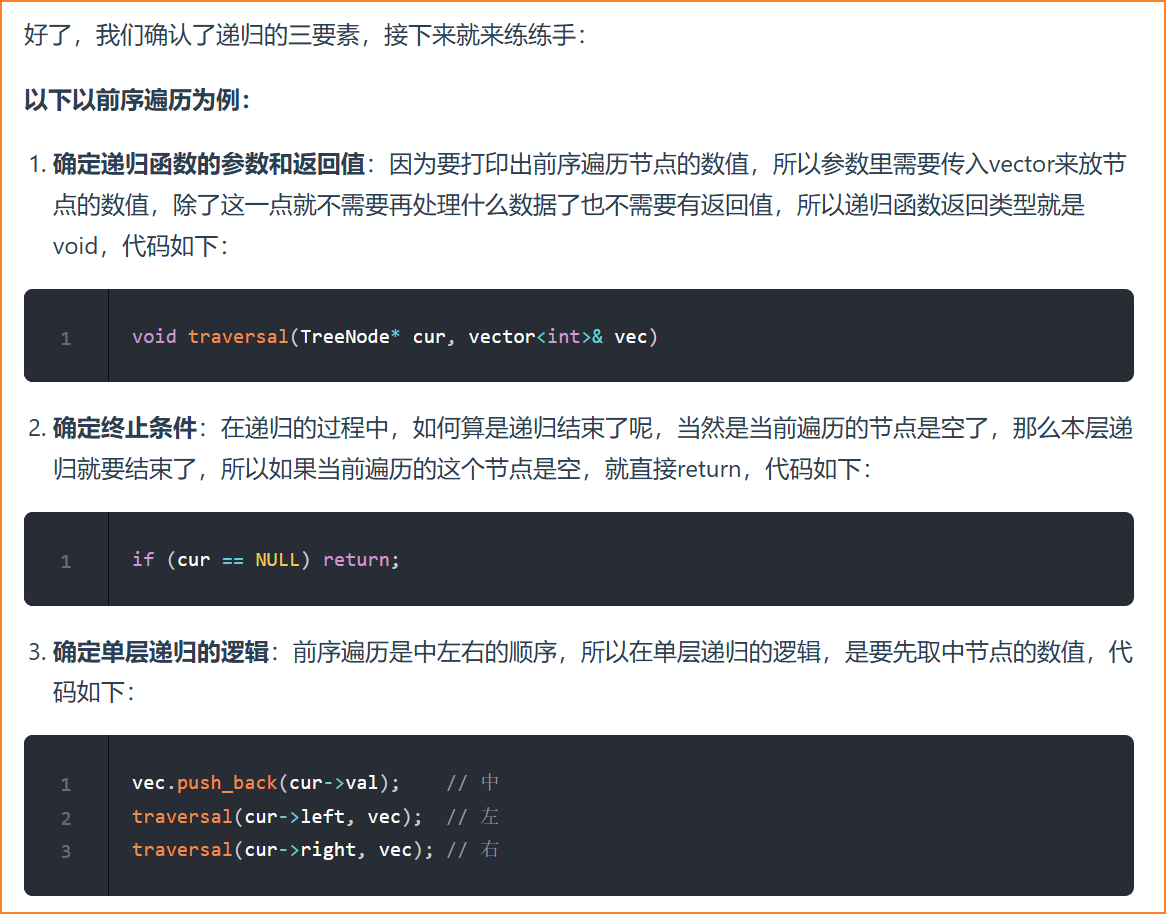 好了，我们确认了递归的三要素，接下来就来练练手：
以下以前序遍历为例：
1. 确定递归函数的参数和返回值：因为要打印出前序遍历节点的数值，所以参数里需要传入vector来放节
点的数值，除了这一点就不需要再处理什么数据了也不需要有返回值，所以递归函数返回类型就是
void，代码如下：
1 void traversal(TreeNode* cur, vector<int>& vec)
2. 确定终止条件：在递归的过程中，如何算是递归结束了呢，当然是当前遍历的节点是空了，那么本层递
归就要结束了，所以如果当前遍历的这个节点是空，就直接return，代码如下：
1 if (cur == NULL) return;
3. 确定单层递归的逻辑：前序遍历是中左右的顺序，所以在单层递归的逻辑，是要先取中节点的数值，代
码如下：
1 vec.push_back(cur->val);    // 中
2 traversal(cur->left, vec);  // 左
3 traversal(cur->right, vec); // 右